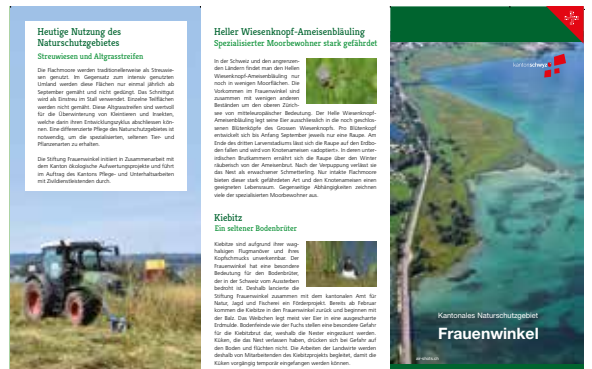 Heutige Nutzung des
Naturschutzgebietes
Streuwiesen und Altgrasstreifen
Die Flachmoore werden traditionellerweise als Streuwie-
sen genutzt. Im Gegensatz zum intensiv genutzten
Umland werden diese Flächen nur einmal jährlich ab
September gemäht und nicht gedüngt. Das Schnittgut
wird als Einstreu im Stall verwendet. Einzelne Teilflächen
werden nicht gemäht. Diese Altgrasstreifen sind wertvoll
für die Überwinterung von Kleintieren und Insekten,
welche darin ihren Entwicklungszyklus abschliessen kön-
nen. Eine differenzierte Pflege des Naturschutzgebietes ist
notwendig, um die spezialisierten, seltenen Tier- und
Pflanzenarten zu erhalten.
Die Stiftung Frauenwinkel initiiert in Zusammenarbeit mit
dem Kanton ökologische Aufwertungsprojekte und führt
im Auftrag des Kantons Pflege- und Unterhaltsarbeiten
mit Zivildienstleistenden durch.
Heller Wiesenknopf-Ameisenbläuling
Spezialisierter Moorbewohner stark gefährdet
In der Schweiz und den angrenzen-
den Ländern findet man den Hellen
Wiesenknopf-Ameisenbläuling nur
noch in wenigen Moorflächen. Die
Vorkommen im Frauenwinkel sind
zusammen mit wenigen anderen
Beständen um den oberen Zürich-
see von mitteleuropäischer Bedeutung. Der Helle Wiesenknopf-
Ameisenbläuling legt seine Eier ausschliesslich in die noch geschlos-
senen Blütenköpfe des Grossen Wiesenknopfs. Pro Blütenkopf
entwickelt sich bis Anfang September jeweils nur eine Raupe. Am
Ende des dritten Larvenstadiums lässt sich die Raupe auf den Erdbo-
den fallen und wird von Knotenameisen «adoptiert». In deren unter-
irdischen Brutkammern ernährt sich die Raupe über den Winter
räuberisch von der Ameisenbrut. Nach der Verpuppung verlässt sie
das Nest als erwachsener Schmetterling. Nur intakte Flachmoore
bieten dieser stark gefährdeten Art und den Knotenameisen einen
geeigneten Lebensraum. Gegenseitige Abhängigkeiten zeichnen
viele der spezialisierten Moorbewohner aus.
Kiebitz
Ein seltener Bodenbrüter
Kiebitze sind aufgrund ihrer wag-
halsigen Flugmanöver und ihres
Kopfschmucks unverkennbar. Der
Frauenwinkel hat eine besondere
Bedeutung für den Bodenbrüter,
der in der Schweiz vom Aussterben
bedroht ist. Deshalb lancierte die
Stiftung Frauenwinkel zusammen mit dem kantonalen Amt für
Natur, Jagd und Fischerei ein Förderprojekt. Bereits ab Februar
kommen die Kiebitze in den Frauenwinkel zurück und beginnen mit
der Balz. Das Weibchen legt meist vier Eier in eine ausgescharrte
Erdmulde. Bodenfeinde wie der Fuchs stellen eine besondere Gefahr
für die Kiebitzbrut dar, weshalb die Nester eingezäunt werden.
Küken, die das Nest verlassen haben, drücken sich bei Gefahr auf
den Boden und flüchten nicht. Die Arbeiten der Landwirte werden
deshalb von Mitarbeitenden des Kiebitzprojekts begleitet, damit die
Küken vorgängig temporär eingefangen werden können.
kantonschwyz
Kantonales Naturschutzgebiet
Frauenwinkel